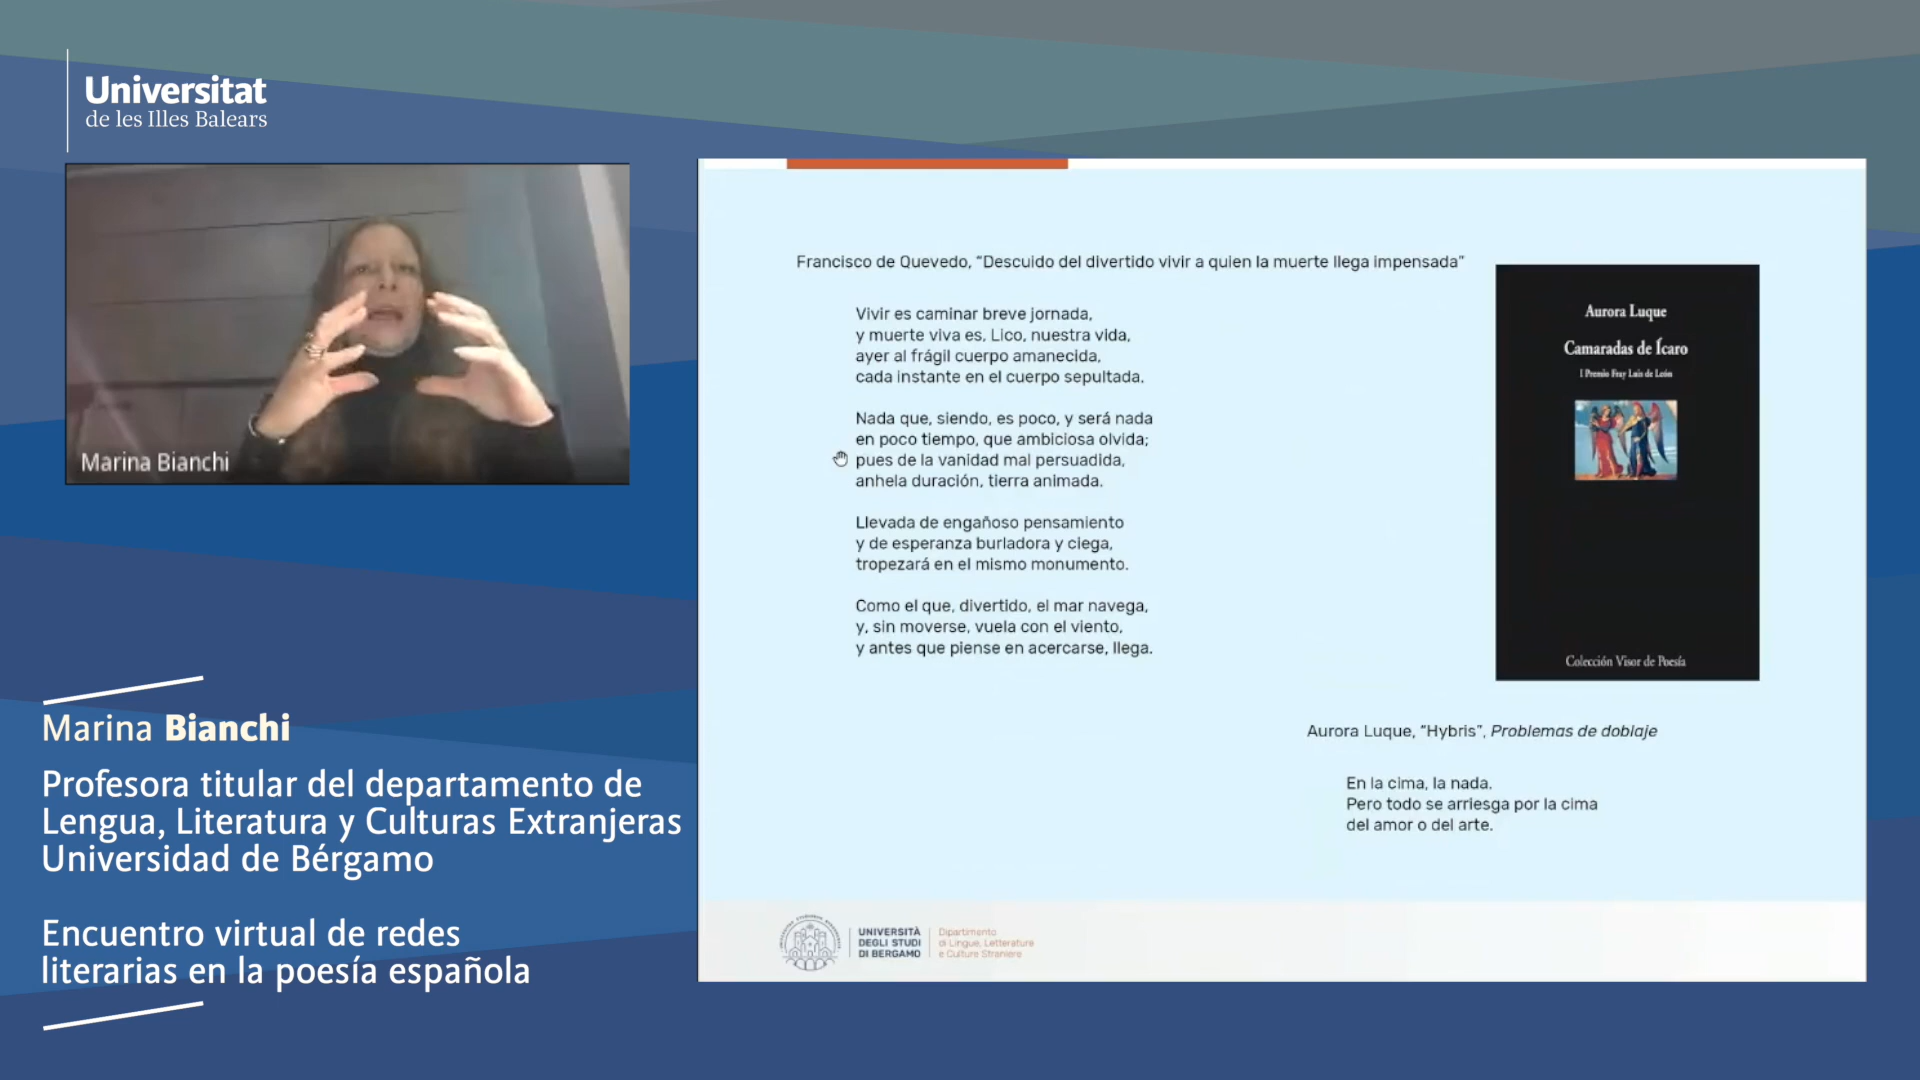 Universitat
de les Illes Balears
Marina Bianchi
Marina Bianchi
Profesora titular del departamento de
Lengua, Literatura y Culturas Extranjeras
Universidad de Bérgamo
Encuentro virtual de redes
literarias en la poesía española
Francisco de Quevedo, “Descuido del divertido vivir a quien la muerte llega impensada”
Vivir es caminar breve jornada,
y muerte viva es, Lico, nuestra vida,
ayer al frágil cuerpo amanecida,
cada instante en el cuerpo sepultada.
Nada que, siendo, es poco, y será nada
en poco tiempo, que ambiciosa olvida;
pues de la vanidad mal persuadida,
anhela duración, tierra animada.
Llevada de engañoso pensamiento
y de esperanza burladora y ciega,
tropezará en el mismo monumento.
Como el que, divertido, el mar navega,
y, sin moverse, vuela con el viento,
y antes que piense en acercarse, llega.
Aurora Luque
Camaradas de Ícaro
I Premio Fray Luis de León
Colección Visor de Poesía
Aurora Luque, “Hybris”, Problemas de doblaje
En la cima, la nada.
Pero todo se arriesga por la cima
del amor o del arte.
UNIVERSITÀ
DEGLI STUDI
DI BERGAMO
Dipartimento
di Lingue, Letterature
e Culture Straniere